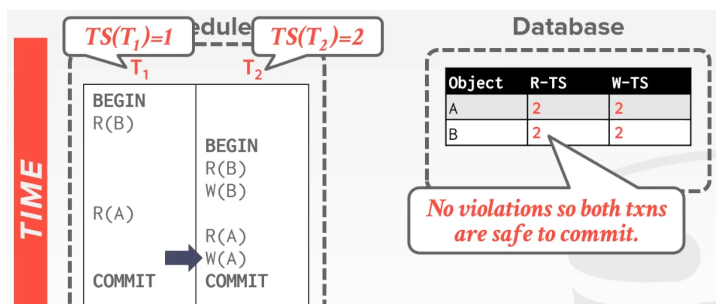 Schedule
Database
TS(T1)=1
TS(T2)=2
T1
T2
TIME
BEGIN
R(B)
BEGIN
R(B)
W(B)
R(A)
R(A)
W(A)
COMMIT
COMMIT
Object R-TS W-TS
A 2 2
B 2 2
No violations so both txns
are safe to commit.